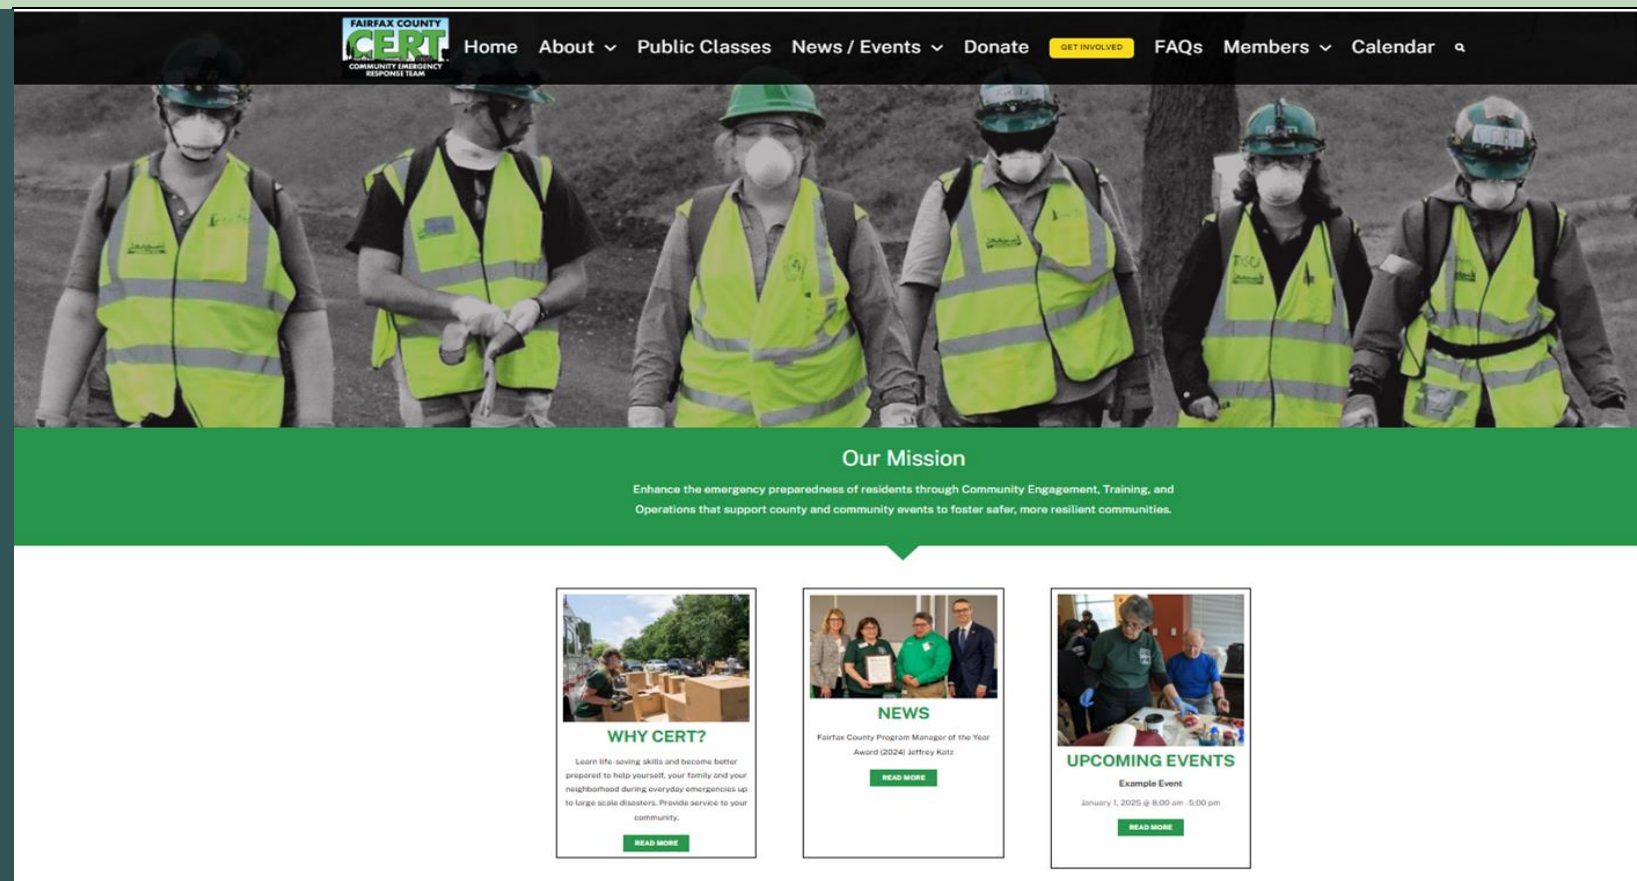 FAIRFAX COUNTY
CERT
COMMUNITY EMERGENCY
RESPONSE TEAM
Home About Public Classes News / Events Donate GET INVOLVED FAQs Members Calendar
CERT
Our Mission
Enhance the emergency preparedness of residents through Community Engagement, Training, and
Operations that support county and community events to foster safer, more resilient communities.
WHY CERT?
Learn life-saving skills and become better
prepared to help yourself, your family and your
neighborhood during everyday emergencies up
to large scale disasters. Provide service to your
community.
READ MORE
NEWS
Fairfax County Program Manager of the Year
Award (2024) Jeffrey Katz
READ MORE
UPCOMING EVENTS
Example Event
January 1, 2025 @ 8:00 am - 5:00 pm
READ MORE